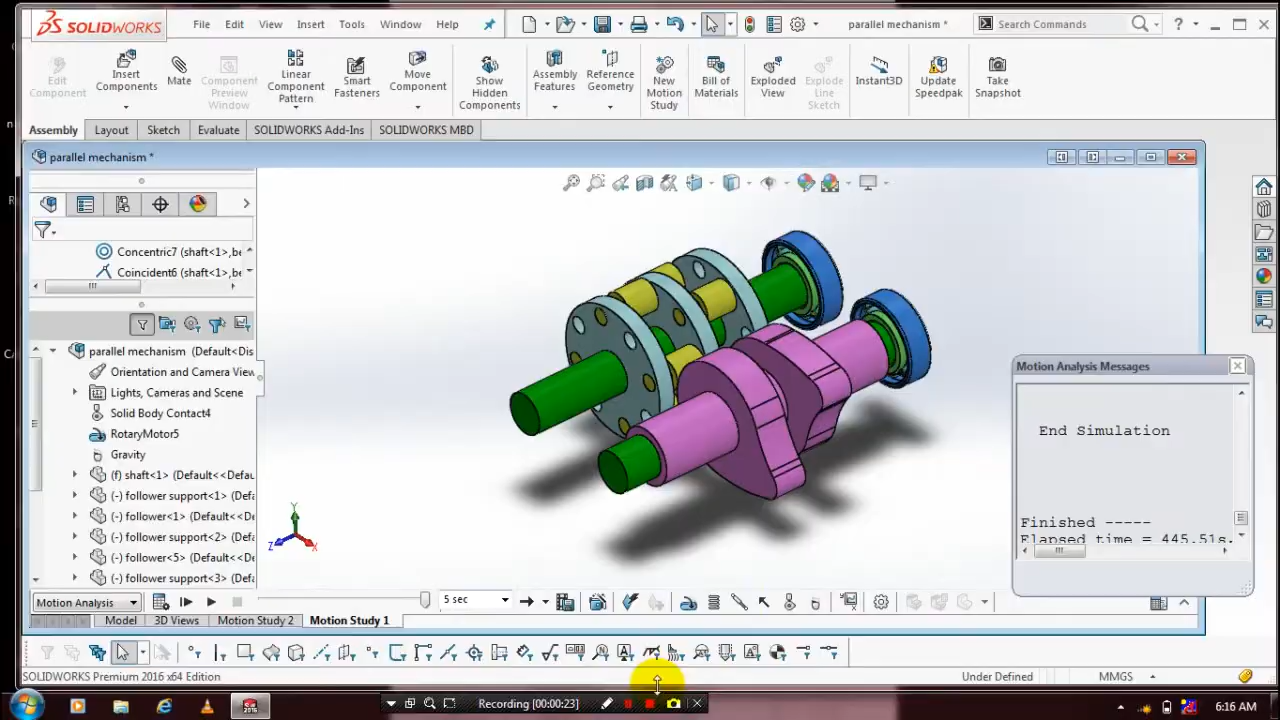 SOLIDWORKS
File Edit View Insert Tools Window Help
parallel mechanism *
Search Commands
Edit Component
Insert Components
Mate
Component Preview Window
Linear Component Pattern
Smart Fasteners
Move Component
Show Hidden Components
Assembly Features
Reference Geometry
New Motion Study
Bill of Materials
Exploded View
Explode Line Sketch
Instant3D
Update Speedpak
Take Snapshot
Assembly Layout Sketch Evaluate SOLIDWORKS Add-Ins SOLIDWORKS MBD
parallel mechanism *
Concentric7 (shaft<1>,be
Coincident6 (shaft<1>,be
parallel mechanism (Default<Dis
Orientation and Camera View
Lights, Cameras and Scene
Solid Body Contact4
RotaryMotor5
Gravity
(f) shaft<1> (Default<<Defau
(-) follower support<1> (Defa
(-) follower<1> (Default<<De
(-) follower support<2> (Defa
(-) follower<5> (Default<<De
(-) follower support<3> (Defa
Y
Z
X
Motion Analysis Messages
End Simulation
Finished -----
Elapsed time = 445.51s.
Motion Analysis
5 sec
Model 3D Views Motion Study 2 Motion Study 1
SOLIDWORKS Premium 2016 x64 Edition
Under Defined
MMGS
Recording [00:00:23]
6:16 AM